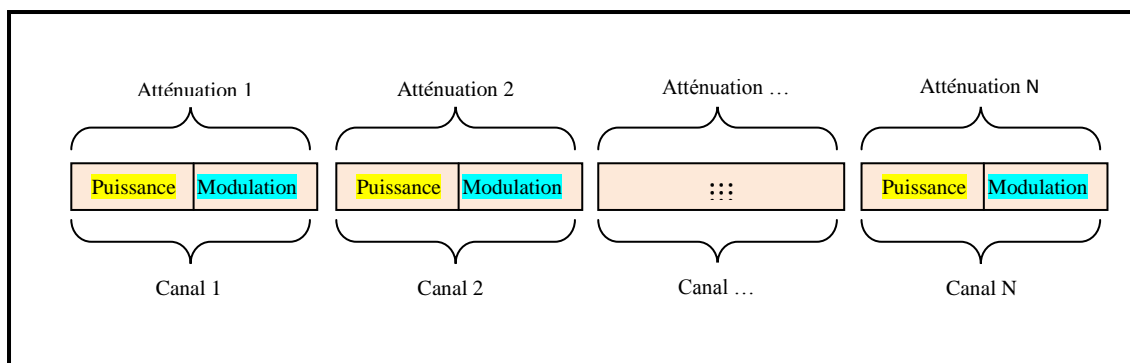 Atténuation 1 Atténuation 2 Atténuation … Atténuation N
Puissance Modulation Puissance Modulation Puissance Modulation
Canal 1 Canal 2 Canal … Canal N